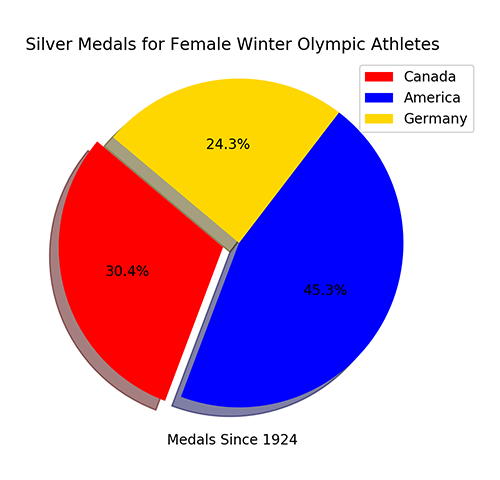 Silver Medals for Female Winter Olympic Athletes
Canada
America
Germany
24.3%
30.4%
45.3%
Medals Since 1924